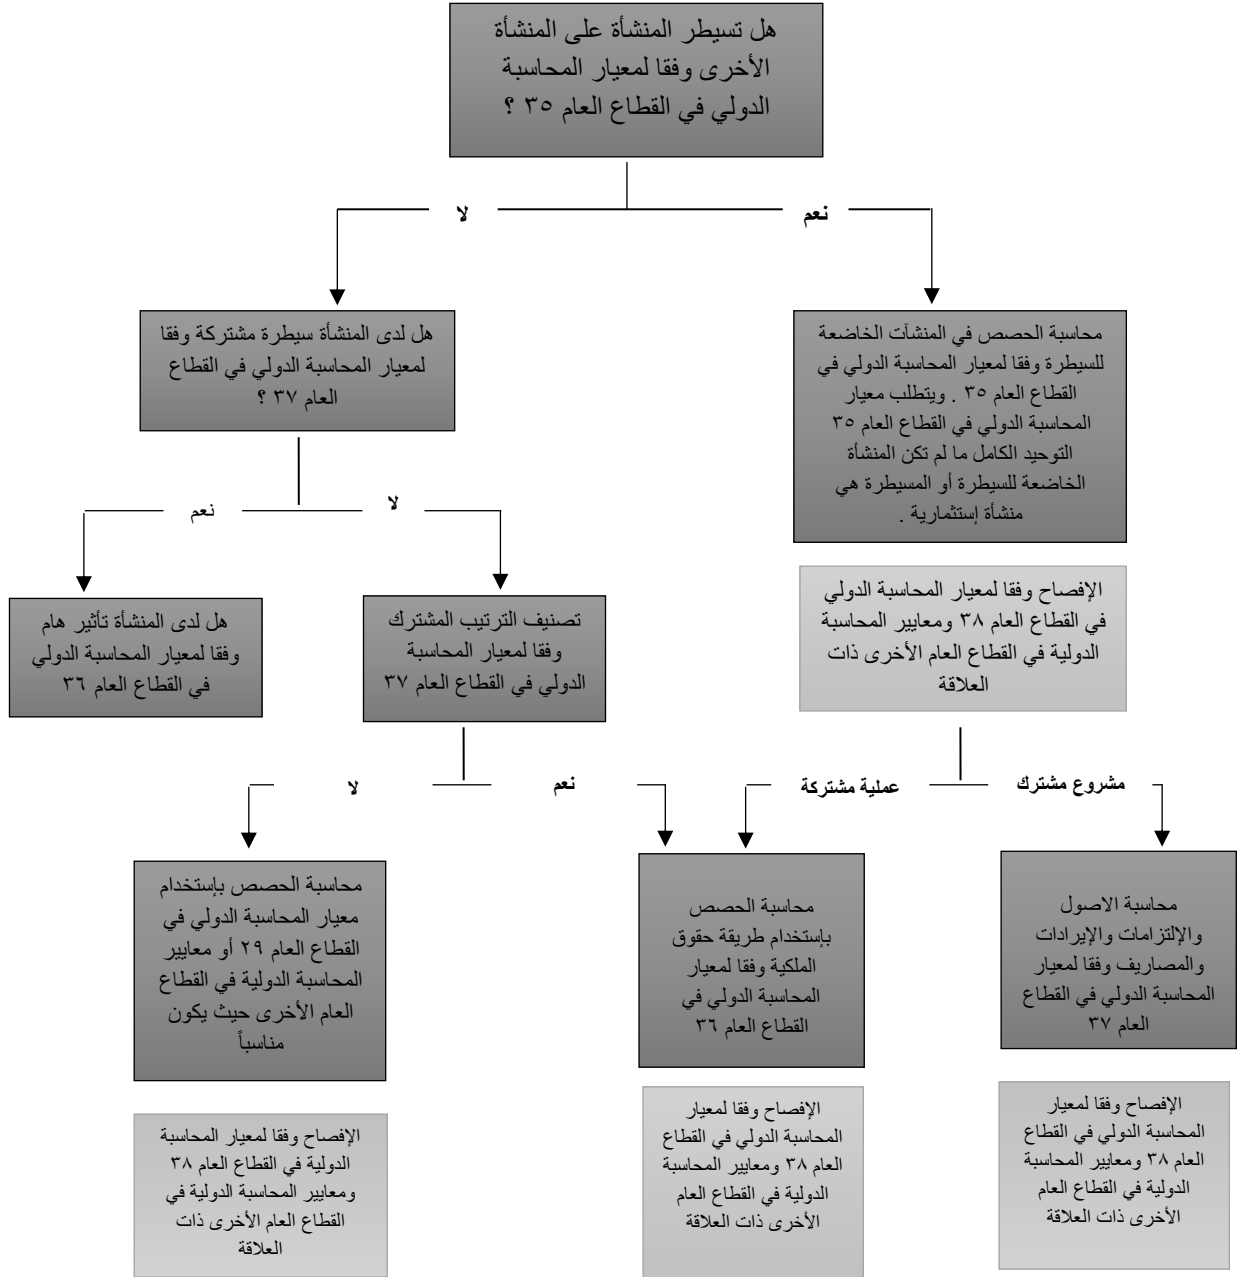 هل تسيطر المنشأة على المنشأة
الأخرى وفقا لمعيار المحاسبة
الدولي في القطاع العام ٣٥ ؟
نعم
لا
محاسبة الحصص في المنشآت الخاضعة
للسيطرة وفقا لمعيار المحاسبة الدولي في
القطاع العام ٣٥ . ويتطلب معيار
المحاسبة الدولي في القطاع العام ٣٥
التوحيد الكامل ما لم تكن المنشأة
الخاضعة للسيطرة أو المسيطرة هي
منشأة إستثمارية .
هل لدى المنشأة سيطرة مشتركة وفقا
لمعيار المحاسبة الدولي في القطاع
العام ٣٧ ؟
لا
نعم
الإفصاح وفقا لمعيار المحاسبة الدولي
في القطاع العام ٣٨ ومعايير المحاسبة
الدولية في القطاع العام الأخرى ذات
العلاقة
تصنيف الترتيب المشترك
وفقا لمعيار المحاسبة
الدولي في القطاع العام ٣٧
هل لدى المنشأة تأثير هام
وفقا لمعيار المحاسبة الدولي
في القطاع العام ٣٦
مشروع مشترك
عملية مشتركة
نعم
لا
محاسبة الاصول
والإلتزامات والإيرادات
والمصاريف وفقا لمعيار
المحاسبة الدولي في القطاع
العام ٣٧
محاسبة الحصص
بإستخدام طريقة حقوق
الملكية وفقا لمعيار
المحاسبة الدولي في
القطاع العام ٣٦
محاسبة الحصص بإستخدام
معيار المحاسبة الدولي في
القطاع العام ٢٩ أو معايير
المحاسبة الدولية في القطاع
العام الأخرى حيث يكون
مناسباً
الإفصاح وفقا لمعيار
المحاسبة الدولي في القطاع
العام ٣٨ ومعايير المحاسبة
الدولية في القطاع العام
الأخرى ذات العلاقة
الإفصاح وفقا لمعيار
المحاسبة الدولي في القطاع
العام ٣٨ ومعايير المحاسبة
الدولية في القطاع العام
الأخرى ذات العلاقة
الإفصاح وفقا لمعيار المحاسبة
الدولية في القطاع العام ٣٨
ومعايير المحاسبة الدولية في
القطاع العام الأخرى ذات
العلاقة